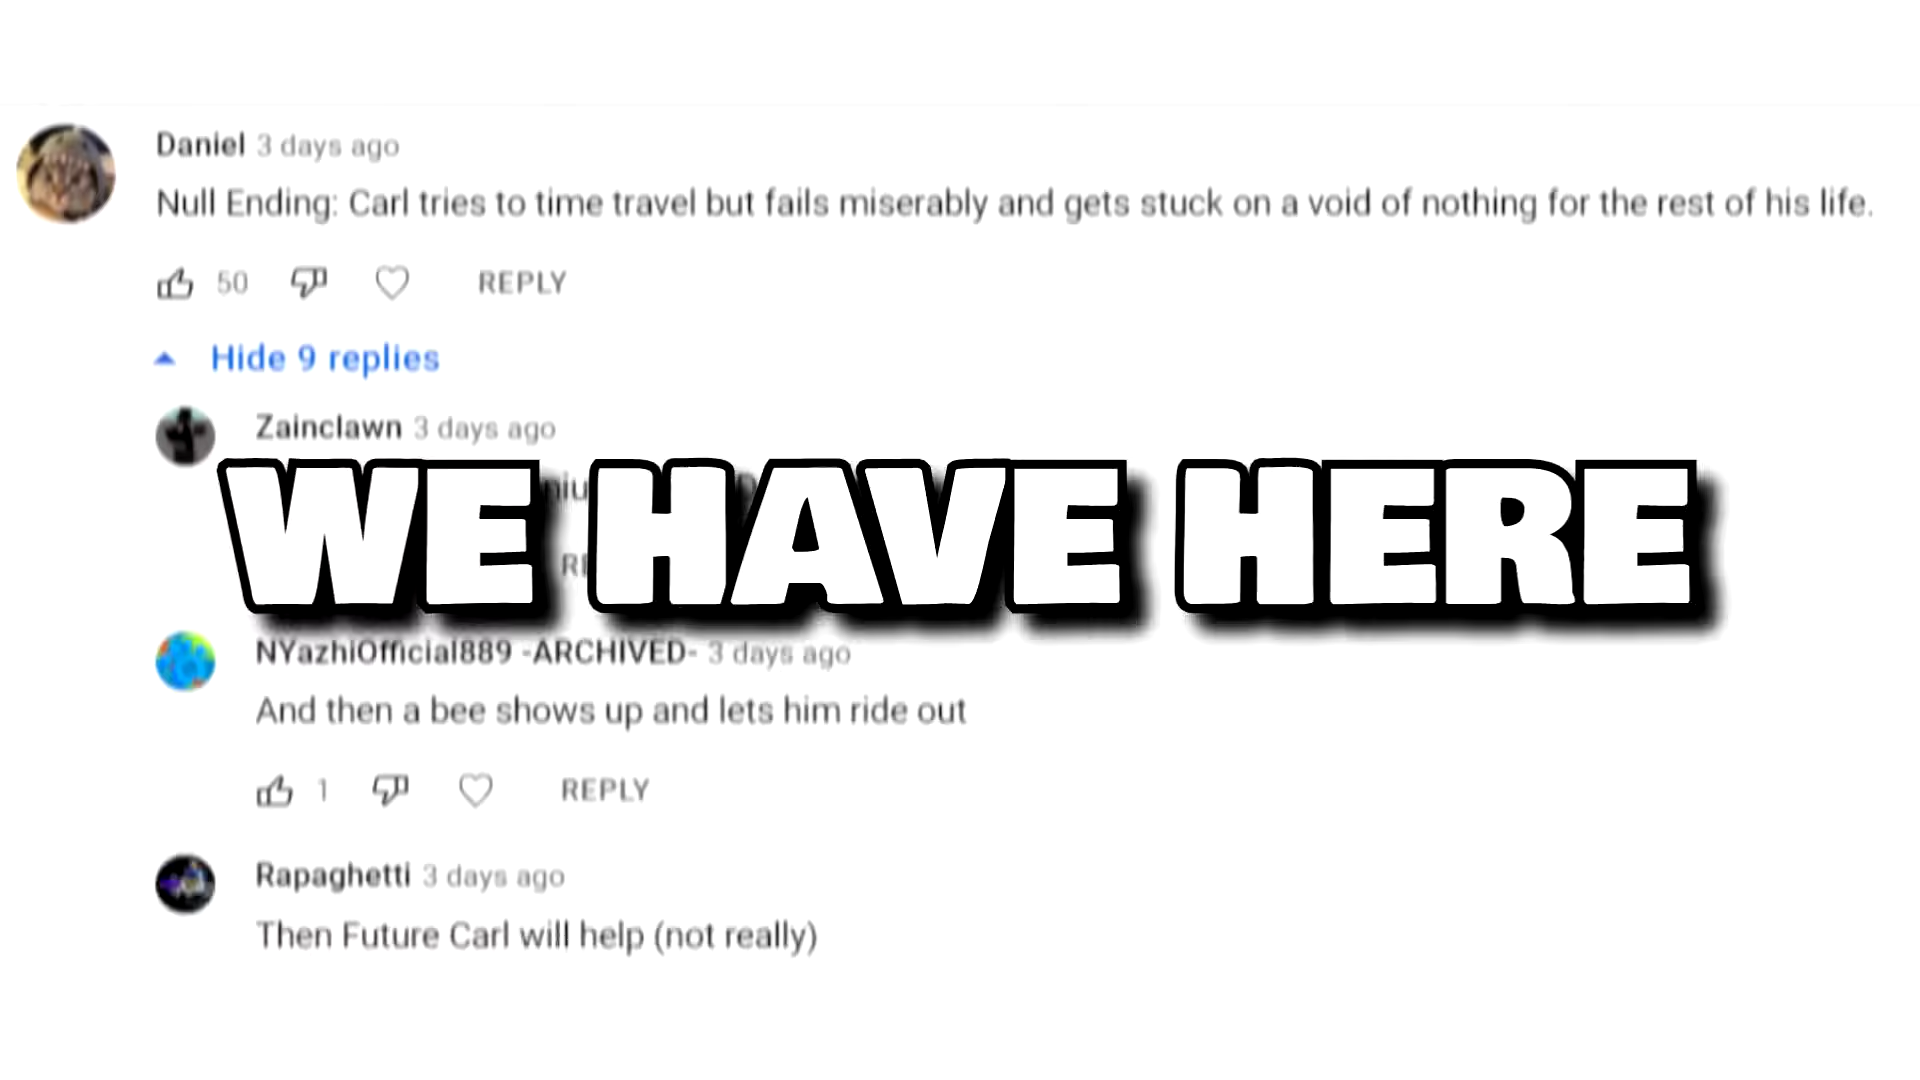 Daniel 3 days ago
Null Ending: Carl tries to time travel but fails miserably and gets stuck on a void of nothing for the rest of his life.
50 REPLY
Hide 9 replies
Zainclawn 3 days ago
WE HAVE HERE
NYazhiOfficial889 -ARCHIVED- 3 days ago
And then a bee shows up and lets him ride out
1 REPLY
Rapaghetti 3 days ago
Then Future Carl will help (not really)